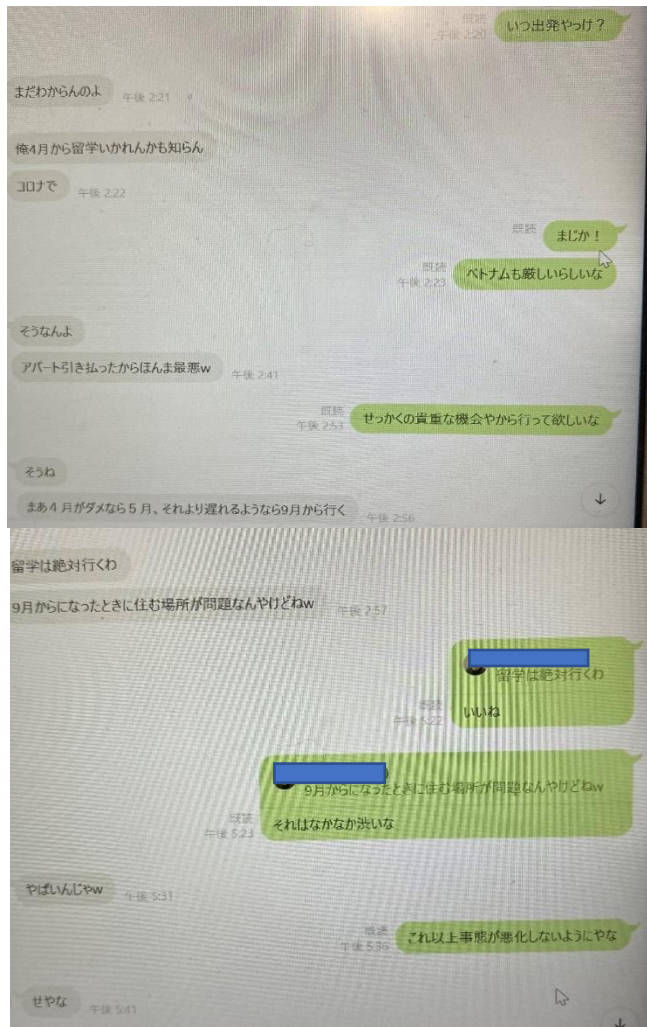 いつ出発やっけ？
既読
午後 2:20
まだわからんのよ
午後 2:21
俺4月から留学いかれんかも知らん
コロナで
午後 2:22
既読
まじか！
既読
午後 2:23
ベトナムも厳しいらしいな
そうなんよ
アパート引き払ったからほんま最悪w
午後 2:41
既読
午後 2:53
せっかくの貴重な機会やから行って欲しいな
そうね
まあ４月がダメなら５月、それより遅れるようなら9月から行く
午後 2:56
留学は絶対行くわ
9月からになったときに住む場所が問題なんやけどねw
午後 2:57
留学は絶対行くわ
既読
午後 5:22
いいね
9月からになったときに住む場所が問題なんやけどねw
既読
午後 5:23
それはなかなか渋いな
やばいんじゃw
午後 5:31
既読
午後 5:36
これ以上事態が悪化しないようにやな
せやな
午後 5:41